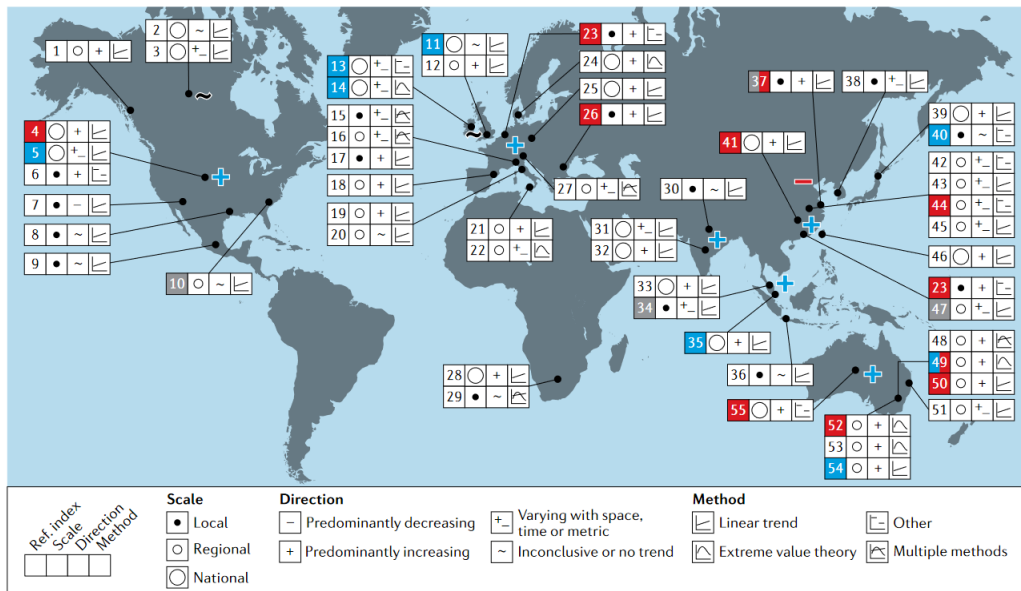 1 +
2 ~
3 +-
4 +
5 +-
6 +
7 -
8 ~
9 ~
10 ~
11 ~
12 +
13 +-
14 +-
15 +-
16 +-
17 +
18 +
19 +
20 ~
21 +
22 +-
23 +
24 +
25 +
26 +
27 +-
28 +
29 ~
30 ~
31 +-
32 +
33 +
34 +-
35 +
36 ~
37 +
38 +-
39 +
40 ~
41 +
42 +-
43 +-
44 +-
45 +-
46 +
23 +
47 +-
48 +
49 +
50 +
51 +-
52 +
53 +
54 +
55 +
Ref. index
Scale
Direction
Method
Scale
Local
Regional
National
Direction
- Predominantly decreasing
+ Predominantly increasing
+- Varying with space,
time or metric
~ Inconclusive or no trend
Method
Linear trend
Extreme value theory
Other
Multiple methods